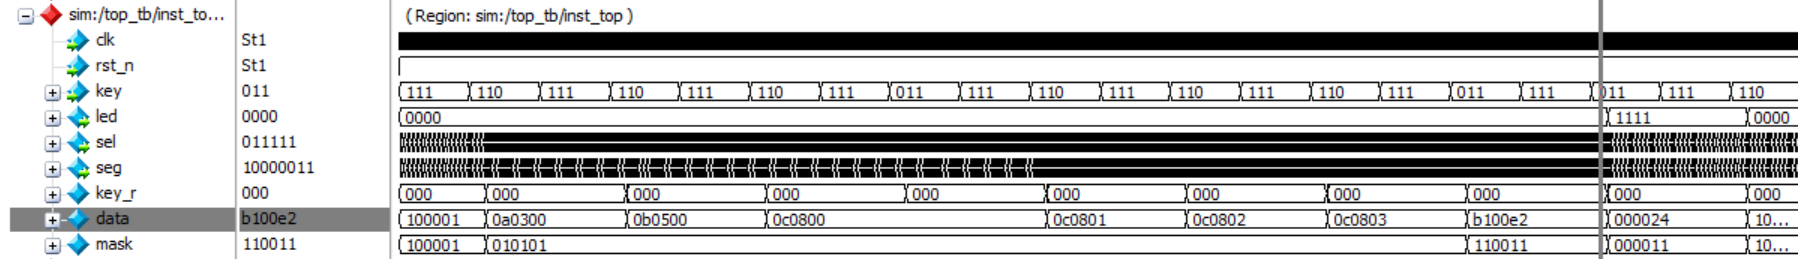 sim:/top_tb/inst_to... (Region: sim:/top_tb/inst_top )
clk St1
rst_n St1
key 011 111 110 111 110 111 110 111 011 111 110 111 110 111 110 111 011 111 011 111 110
led 0000 0000 1111 0000
sel 011111
seg 10000011
key_r 000 000 000 000 000 000 000 000 000 000 000 000
data b100e2 100001 0a0300 0b0500 0c0800 0c0801 0c0802 0c0803 b100e2 000024 10...
mask 110011 100001 010101 110011 000011 10...